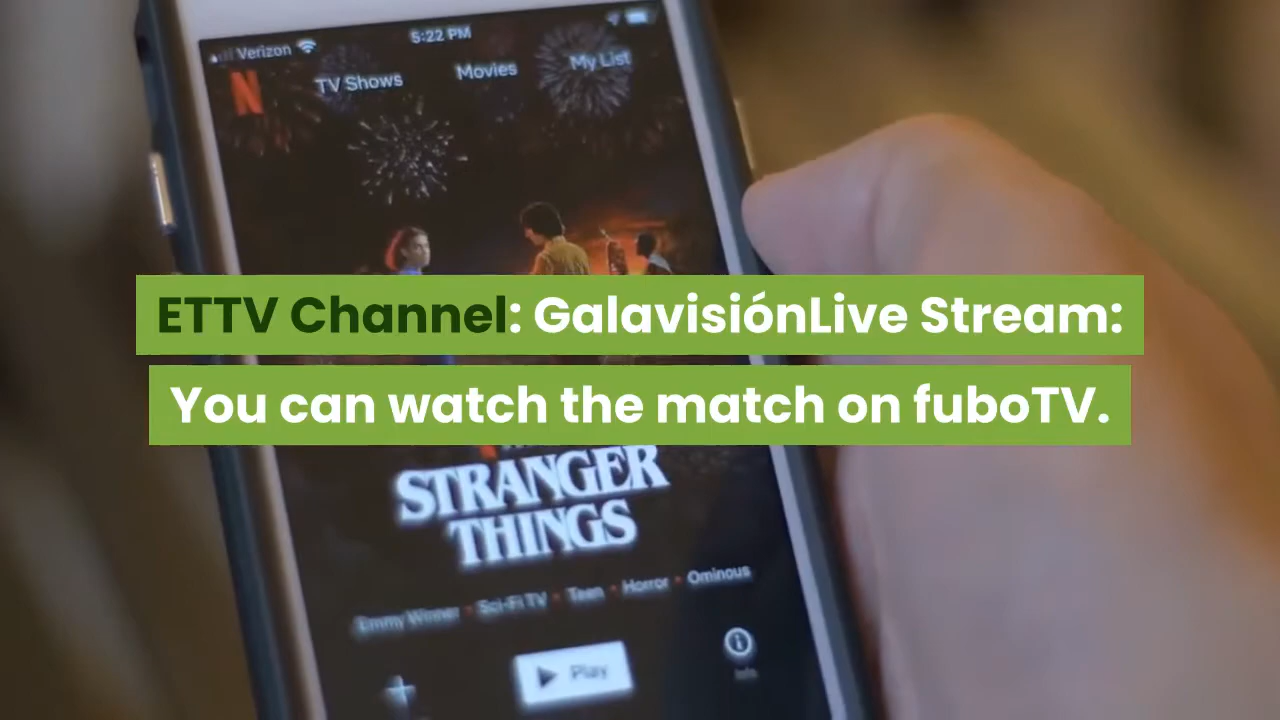 Verizon 5:22 PM
N TV Shows Movies My List
ETTV Channel: GalavisiónLive Stream:
You can watch the match on fuboTV.
STRANGER
THINGS
Emmy Winner • Sci-Fi TV • Teen • Horror • Ominous
Play
Info